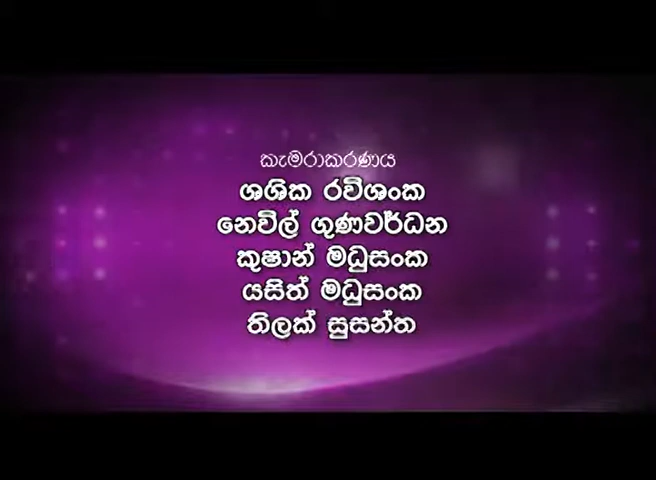 කැමරාකරණය
ශශික රවිශංක
නෙවිල් ගුණවර්ධන
කුෂාන් මධුසංක
යසිත් මධුසංක
තිලක් සුසන්ත